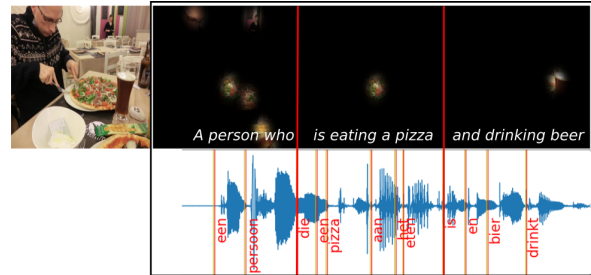 A person who is eating a pizza and drinking beer
een
persoon
die
een
pizza
aan
het
eten
is
en
bier
drinkt